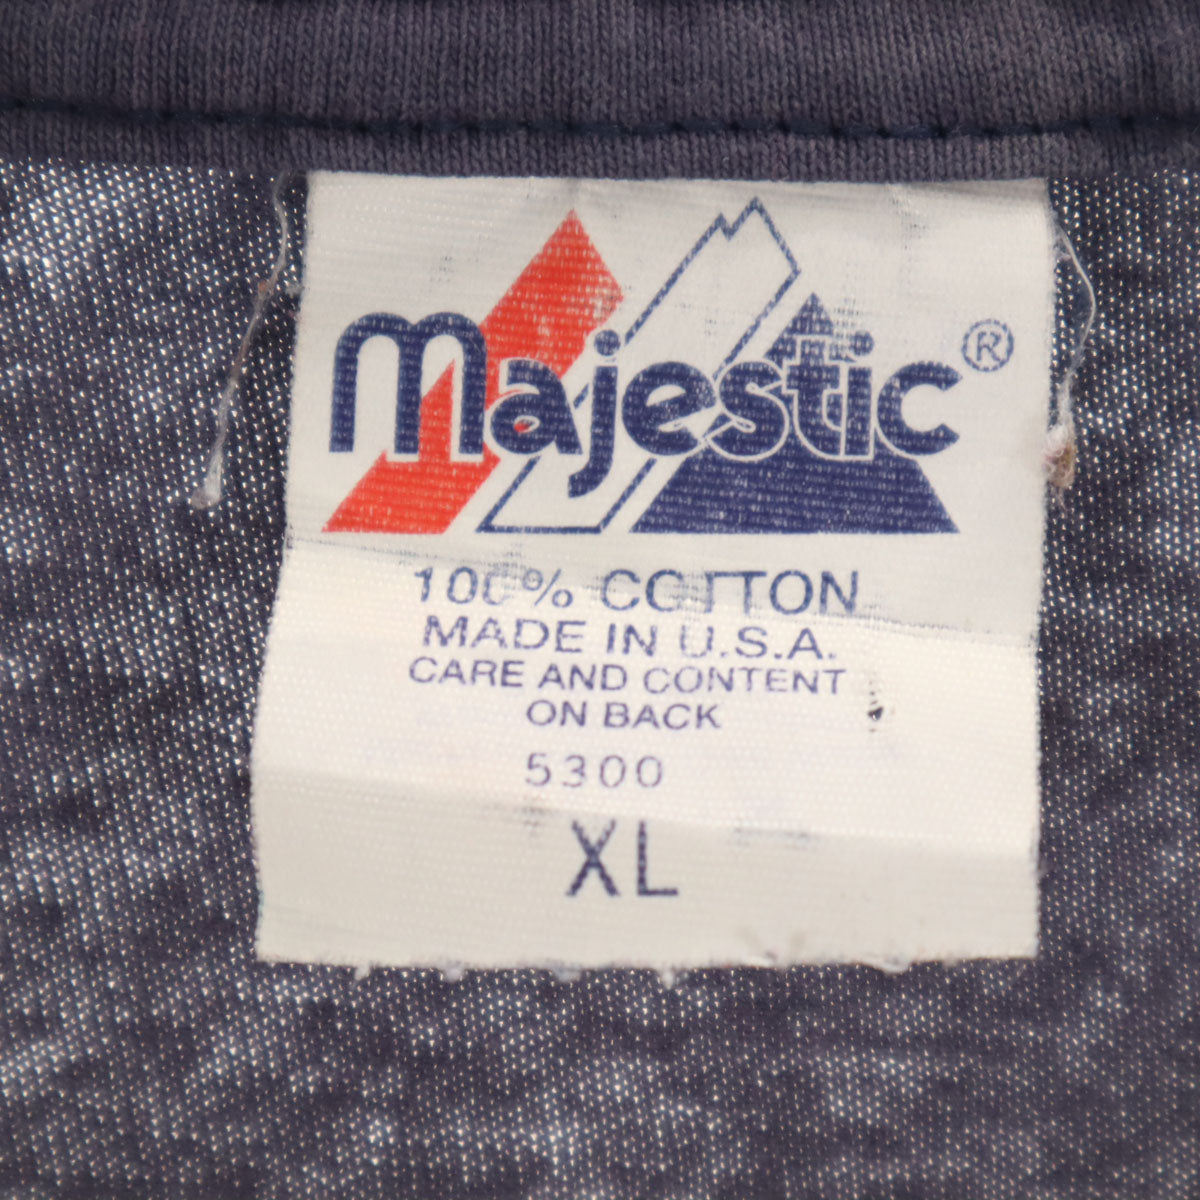 majestic®
100% COTTON
MADE IN U.S.A.
CARE AND CONTENT
ON BACK
5300
XL